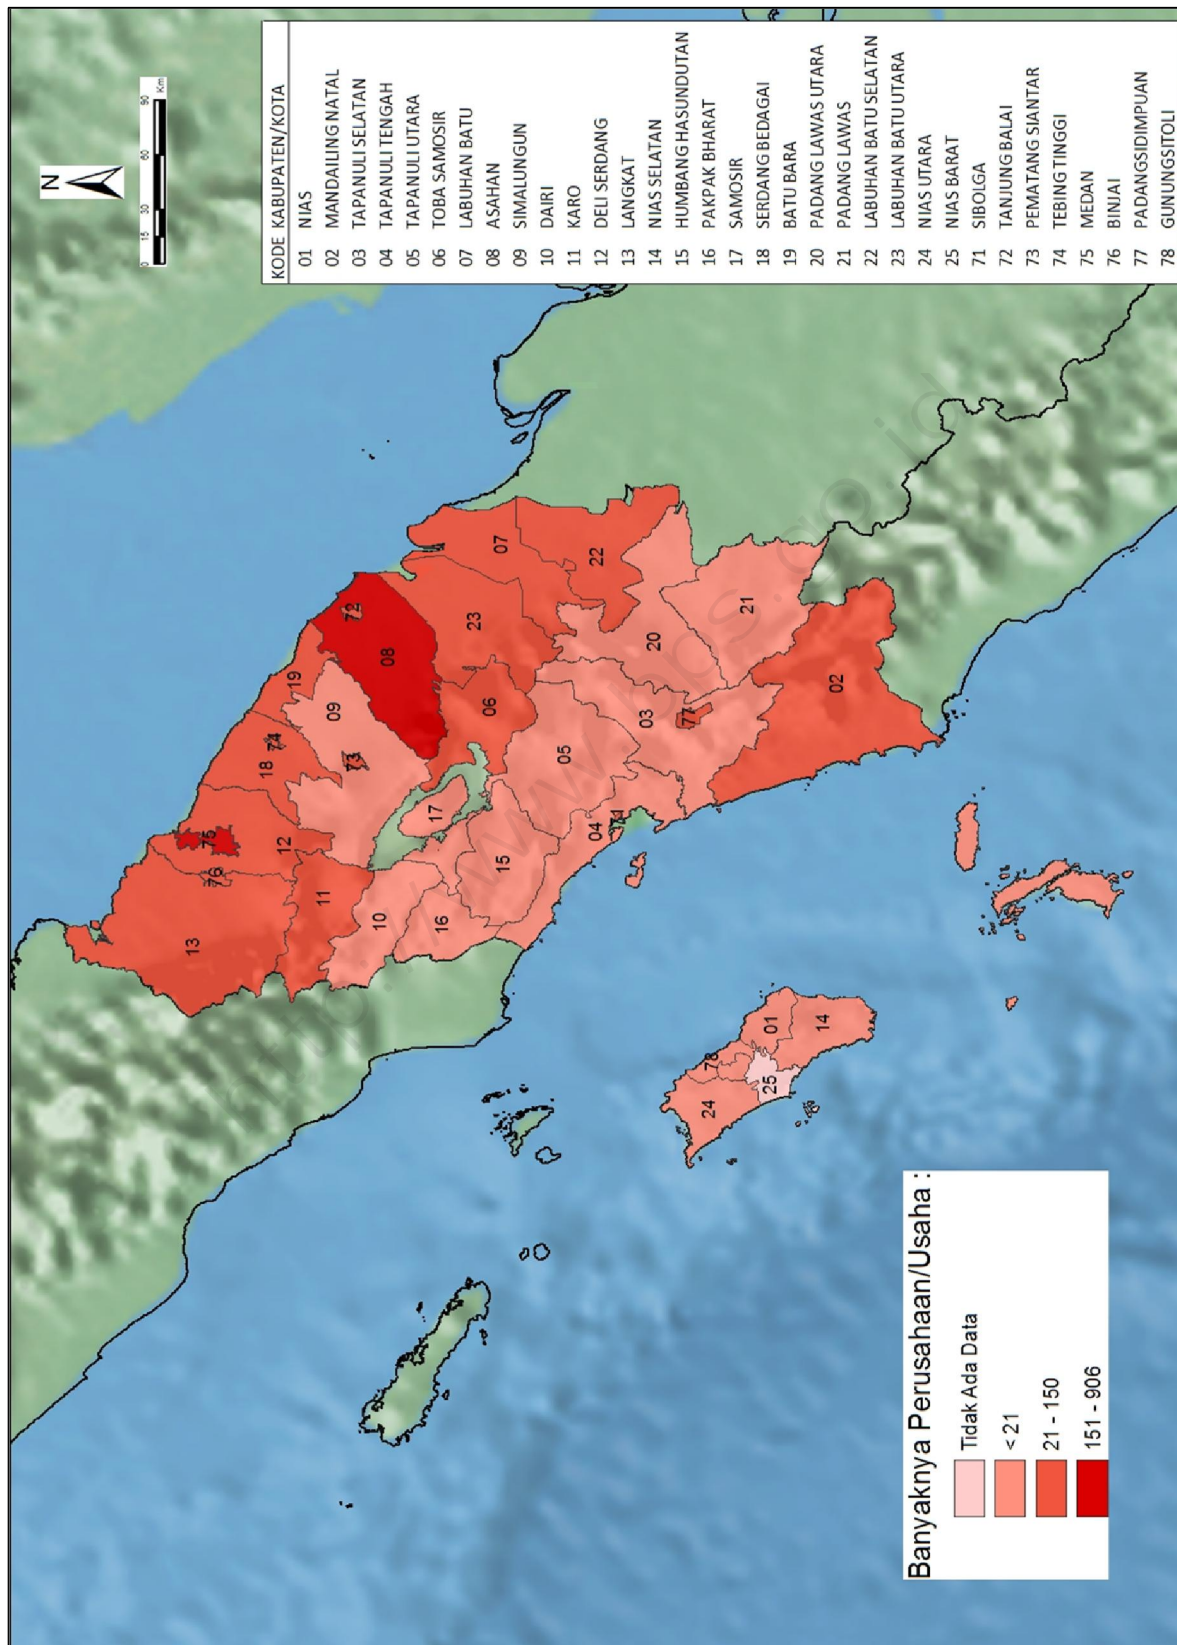 N
0 15 30 60 90
Km
KODE KABUPATEN/KOTA
01 NIAS
02 MANDAILING NATAL
03 TAPANULI SELATAN
04 TAPANULI TENGAH
05 TAPANULI UTARA
06 TOBA SAMOSIR
07 LABUHAN BATU
08 ASAHAN
09 SIMALUNGUN
10 DAIRI
11 KARO
12 DELI SERDANG
13 LANGKAT
14 NIAS SELATAN
15 HUMBANG HASUNDUTAN
16 PAKPAK BHARAT
17 SAMOSIR
18 SERDANG BEDAGAI
19 BATU BARA
20 PADANG LAWAS UTARA
21 PADANG LAWAS
22 LABUHAN BATU SELATAN
23 LABUHAN BATU UTARA
24 NIAS UTARA
25 NIAS BARAT
71 SIBOLGA
72 TANJUNG BALAI
73 PEMATANG SIANTAR
74 TEBING TINGGI
75 MEDAN
76 BINJAI
77 PADANGSIDIMPUAN
78 GUNUNGSITOLI
13
76
75
12
11
18
74
19
09
73
72
08
10
16
17
15
06
23
07
22
05
04
71
03
77
20
21
02
24
78
25
01
14
http://www.bps.go.id
Banyaknya Perusahaan/Usaha :
Tidak Ada Data
< 21
21 - 150
151 - 906